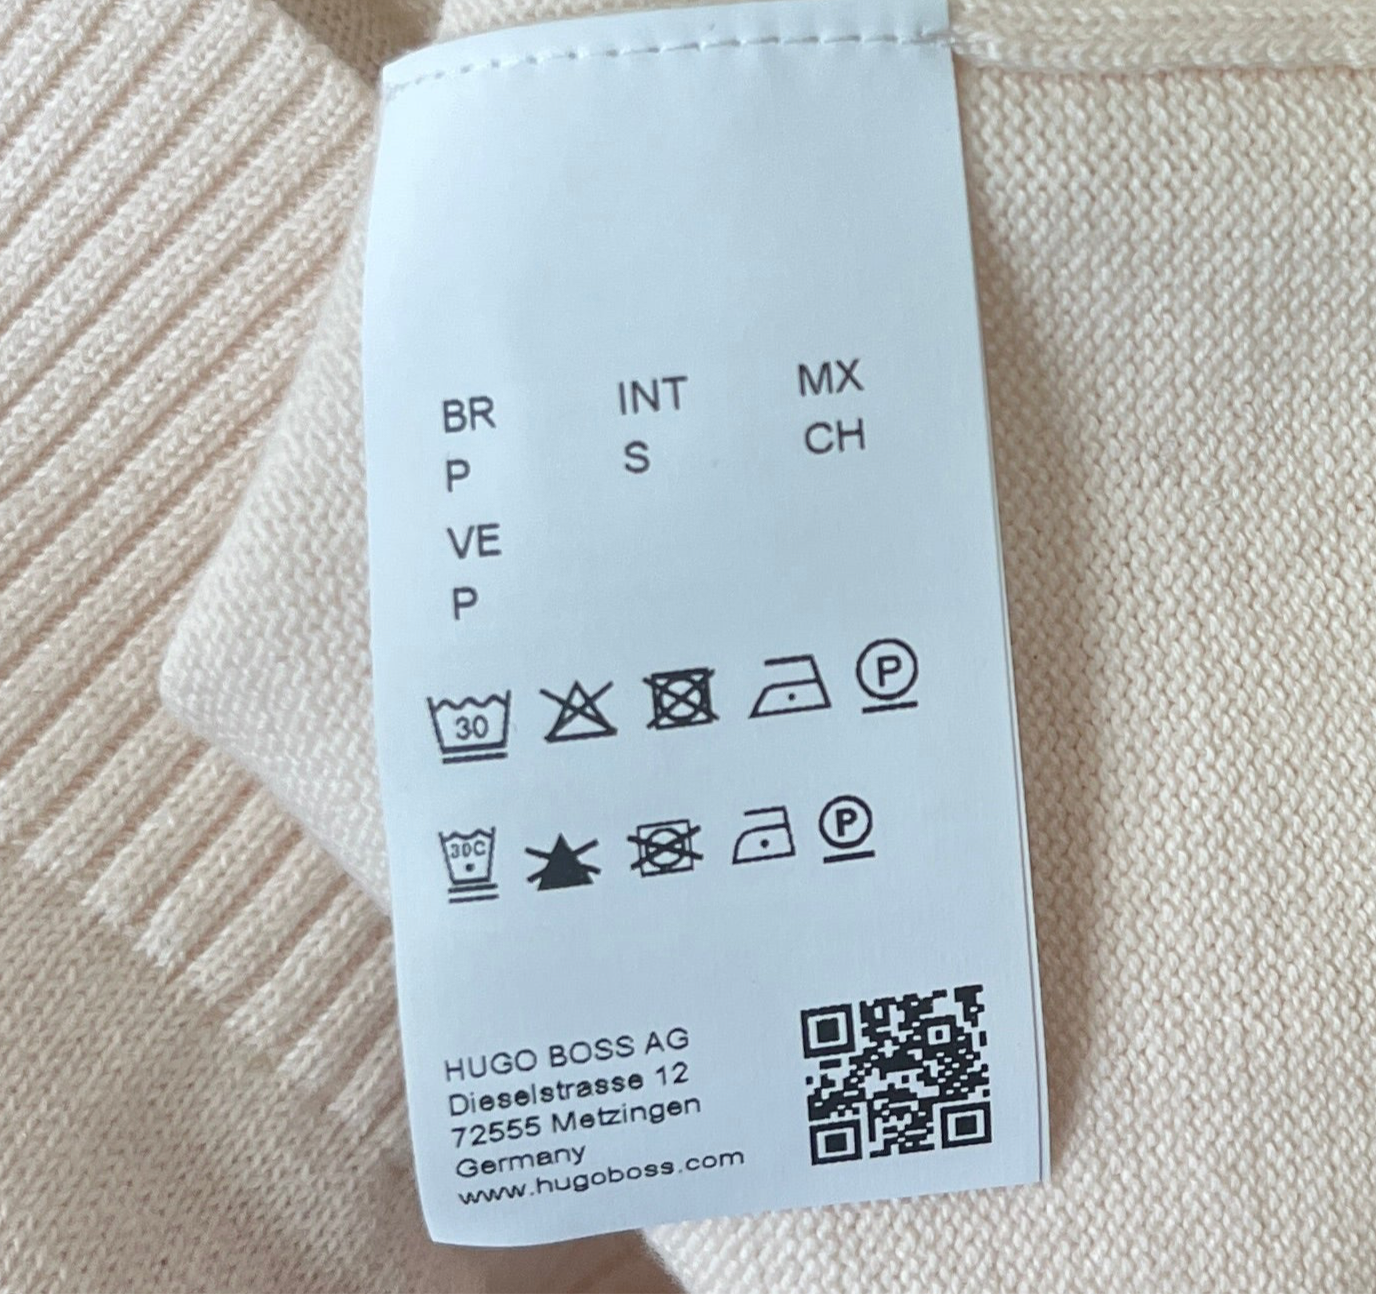 BR INT MX
P S CH
VE
P
30 P
30C P
HUGO BOSS AG
Dieselstrasse 12
72555 Metzingen
Germany
www.hugoboss.com